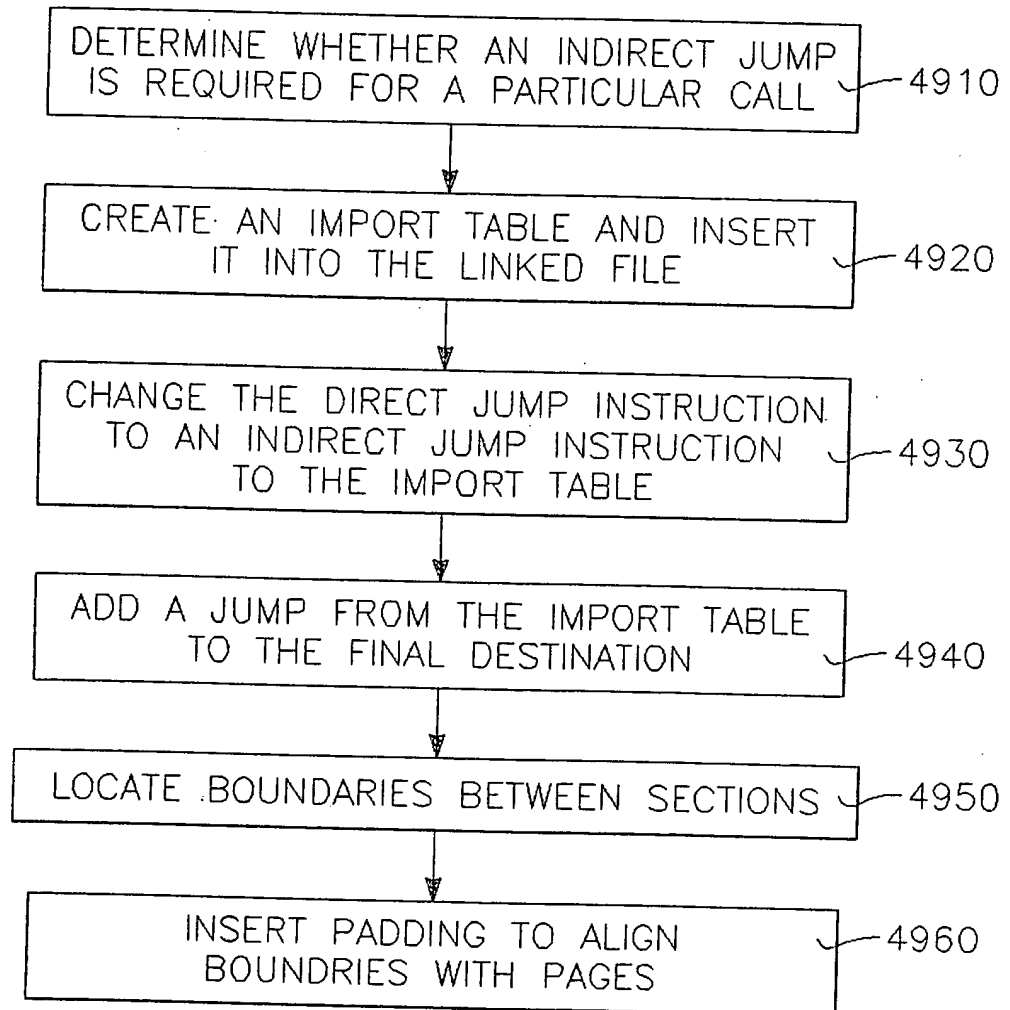 DETERMINE WHETHER AN INDIRECT JUMP
IS REQUIRED FOR A PARTICULAR CALL
4910
CREATE AN IMPORT TABLE AND INSERT
IT INTO THE LINKED FILE
4920
CHANGE THE DIRECT JUMP INSTRUCTION
TO AN INDIRECT JUMP INSTRUCTION
TO THE IMPORT TABLE
4930
ADD A JUMP FROM THE IMPORT TABLE
TO THE FINAL DESTINATION
4940
LOCATE BOUNDARIES BETWEEN SECTIONS
4950
INSERT PADDING TO ALIGN
BOUNDRIES WITH PAGES
4960